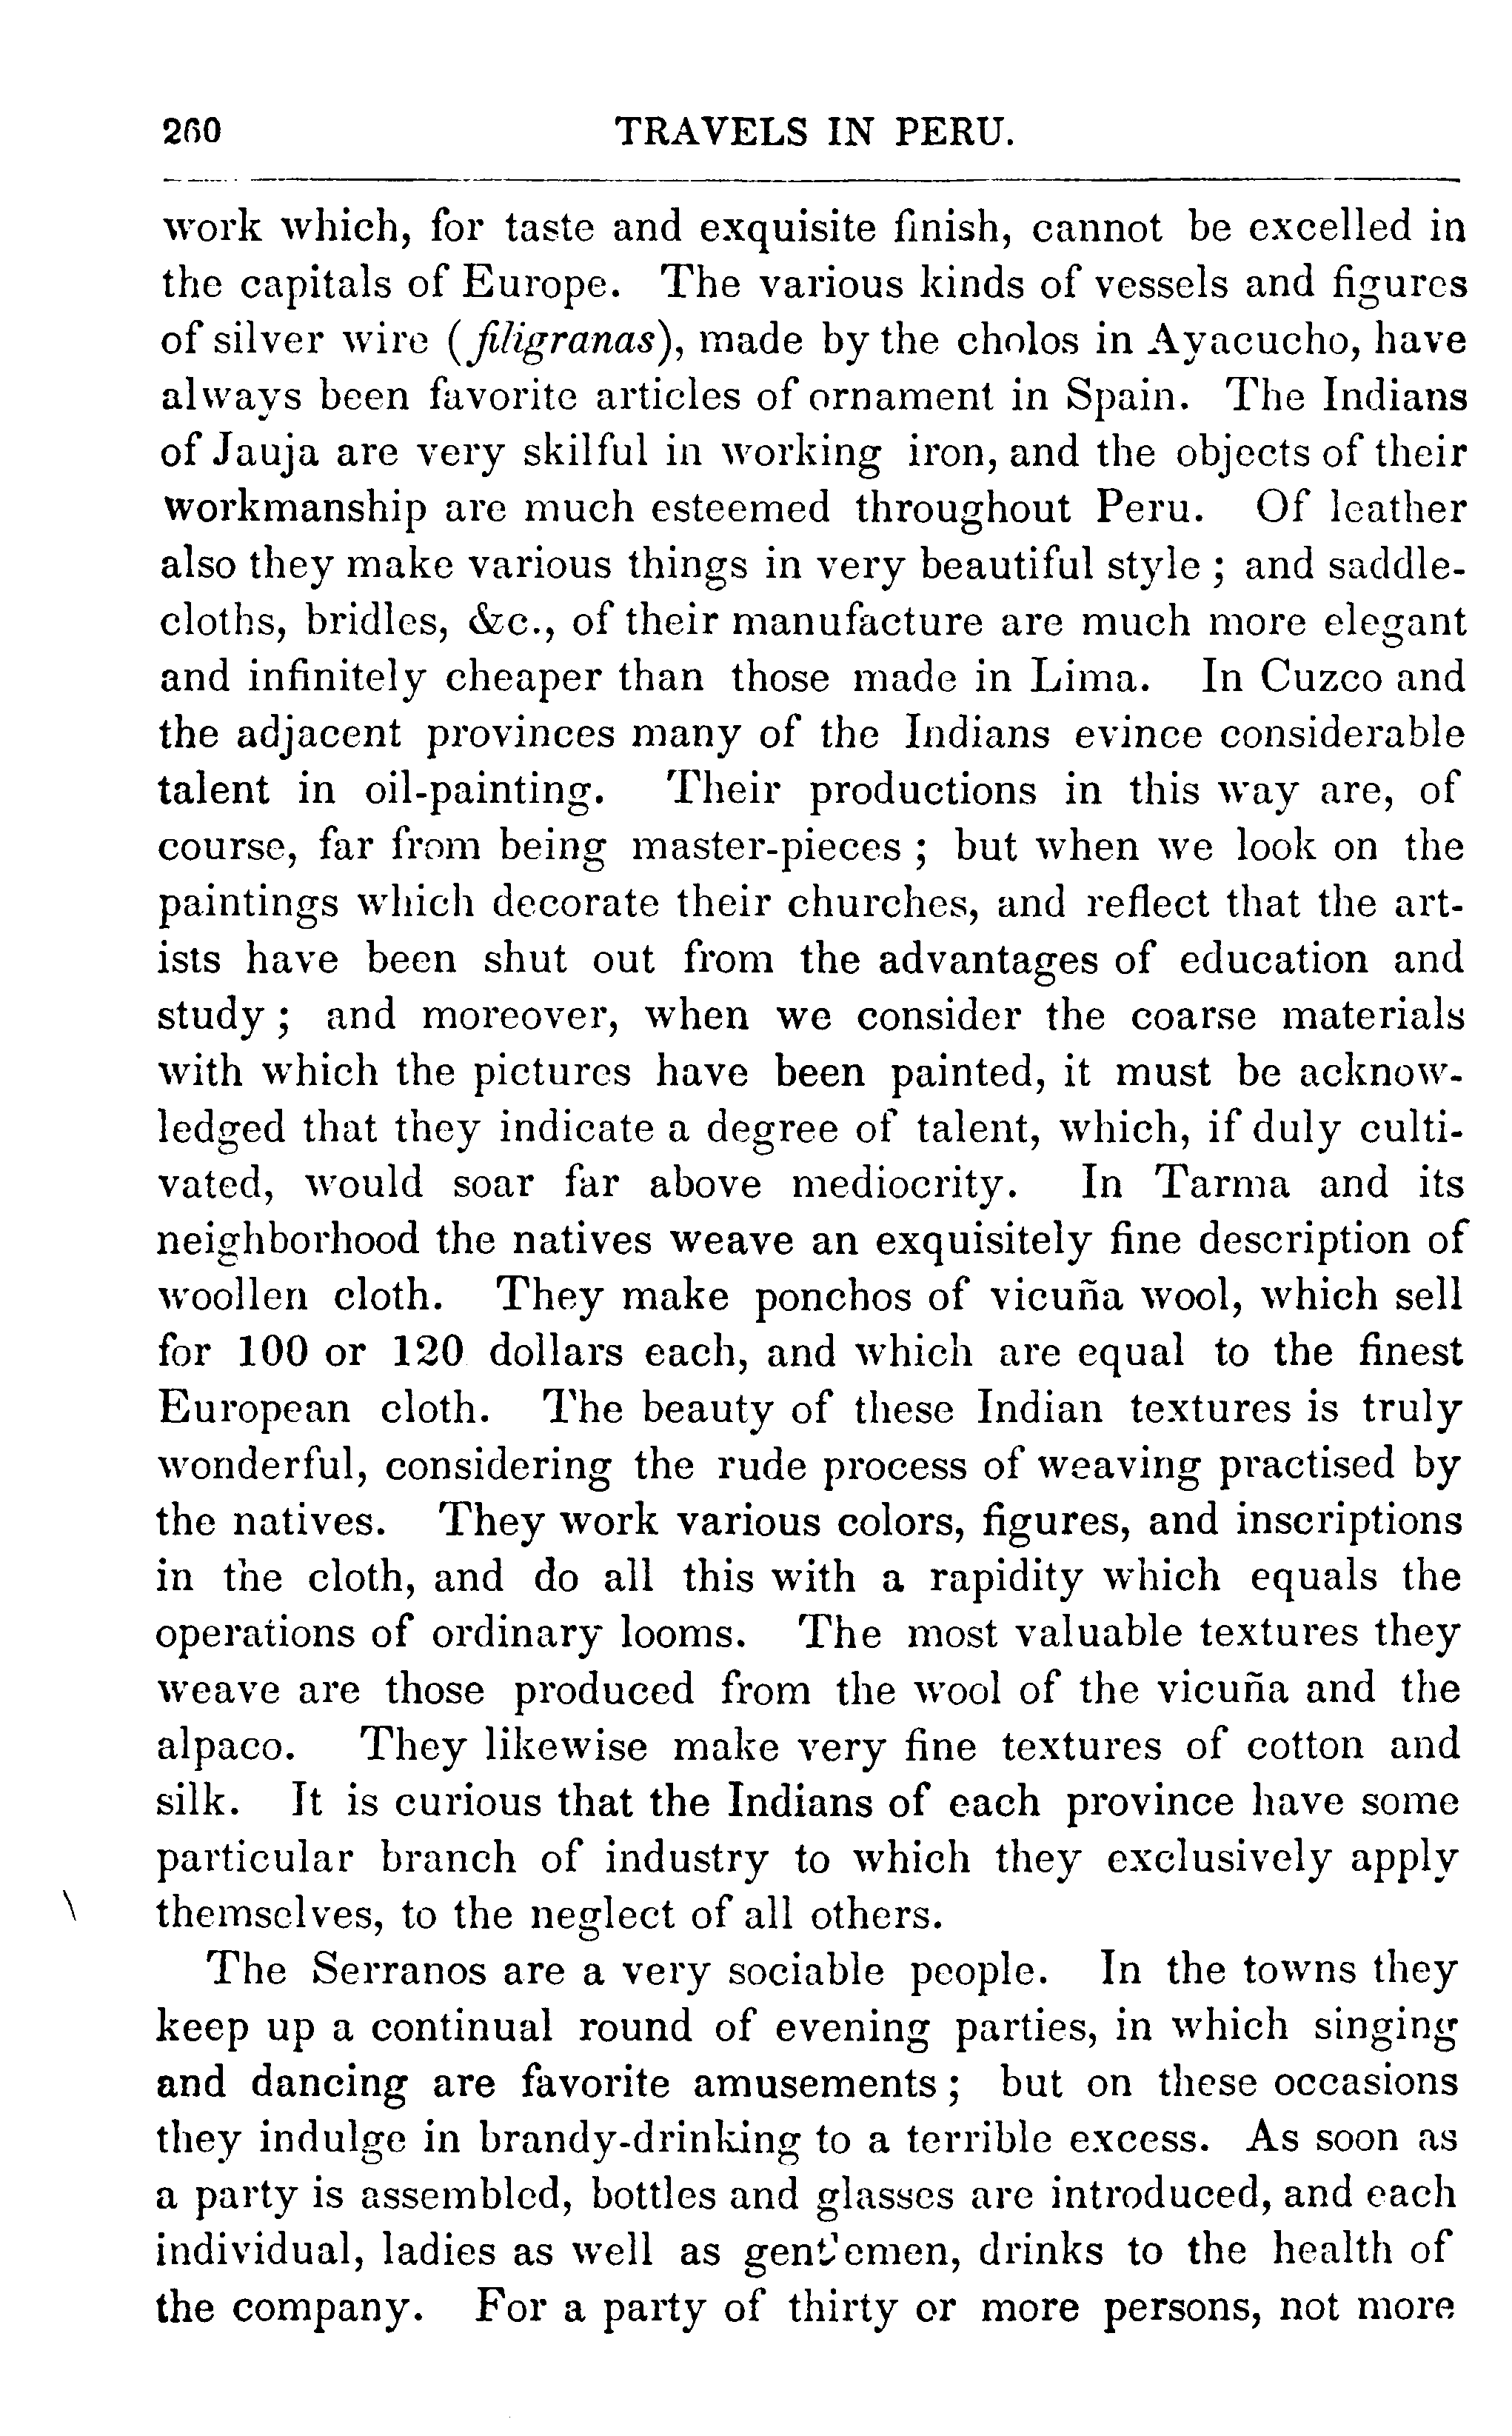 260 TRAVELS IN PERU.
work which, for taste and exquisite finish, cannot be excelled in
the capitals of Europe. The various kinds of vessels and figures
of silver wire (filigranas), made by the cholos in Ayacucho, have
always been favorite articles of ornament in Spain. The Indians
of Jauja are very skilful in working iron, and the objects of their
workmanship are much esteemed throughout Peru. Of leather
also they make various things in very beautiful style ; and saddle-
cloths, bridles, &c., of their manufacture are much more elegant
and infinitely cheaper than those made in Lima. In Cuzco and
the adjacent provinces many of the Indians evince considerable
talent in oil-painting. Their productions in this way are, of
course, far from being master-pieces ; but when we look on the
paintings which decorate their churches, and reflect that the art-
ists have been shut out from the advantages of education and
study ; and moreover, when we consider the coarse materials
with which the pictures have been painted, it must be acknow-
ledged that they indicate a degree of talent, which, if duly culti-
vated, would soar far above mediocrity. In Tarma and its
neighborhood the natives weave an exquisitely fine description of
woollen cloth. They make ponchos of vicuña wool, which sell
for 100 or 120 dollars each, and which are equal to the finest
European cloth. The beauty of these Indian textures is truly
wonderful, considering the rude process of weaving practised by
the natives. They work various colors, figures, and inscriptions
in the cloth, and do all this with a rapidity which equals the
operations of ordinary looms. The most valuable textures they
weave are those produced from the wool of the vicuña and the
alpaco. They likewise make very fine textures of cotton and
silk. It is curious that the Indians of each province have some
particular branch of industry to which they exclusively apply
themselves, to the neglect of all others.
The Serranos are a very sociable people. In the towns they
keep up a continual round of evening parties, in which singing
and dancing are favorite amusements ; but on these occasions
they indulge in brandy-drinking to a terrible excess. As soon as
a party is assembled, bottles and glasses are introduced, and each
individual, ladies as well as gentlemen, drinks to the health of
the company. For a party of thirty or more persons, not more